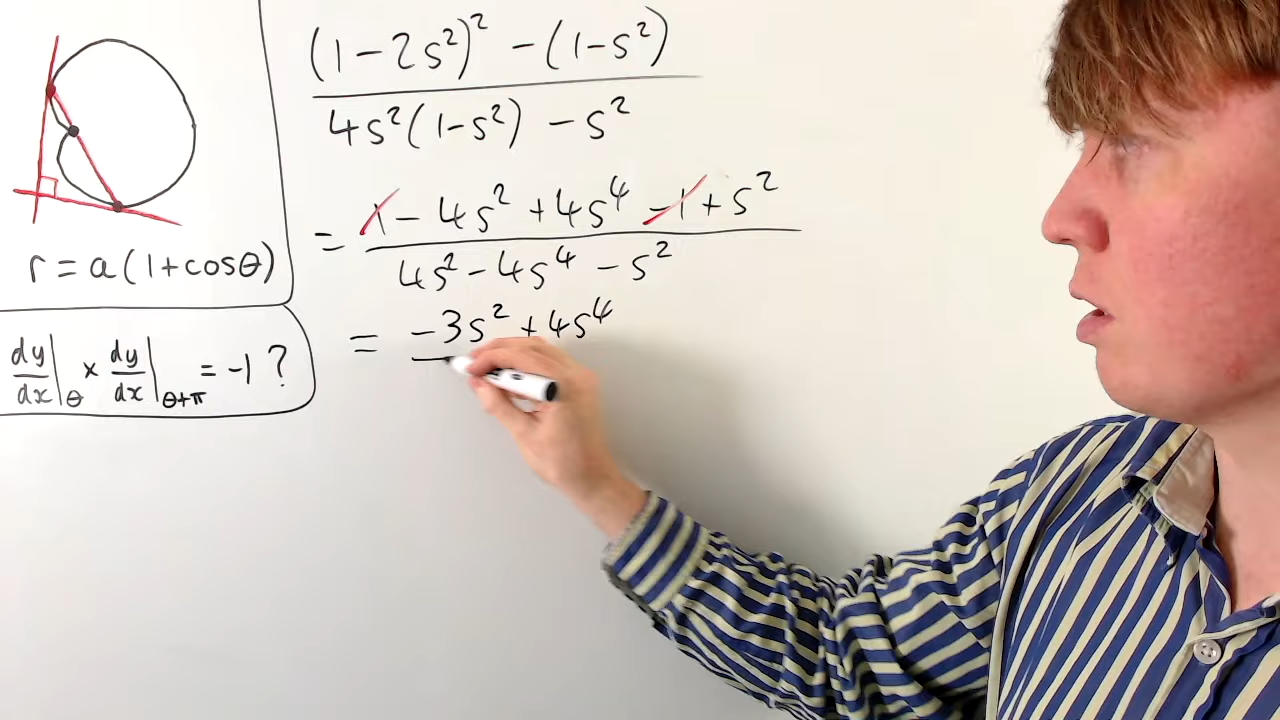 (1-2s²)² - (1-s²)
4s²(1-s²) - s²
= 1 - 4s² + 4s⁴ - 1 + s²
4s² - 4s⁴ - s²
= -3s² + 4s⁴
r = a(1+cosθ)
dy/dx|θ × dy/dx|θ+π = -1 ?